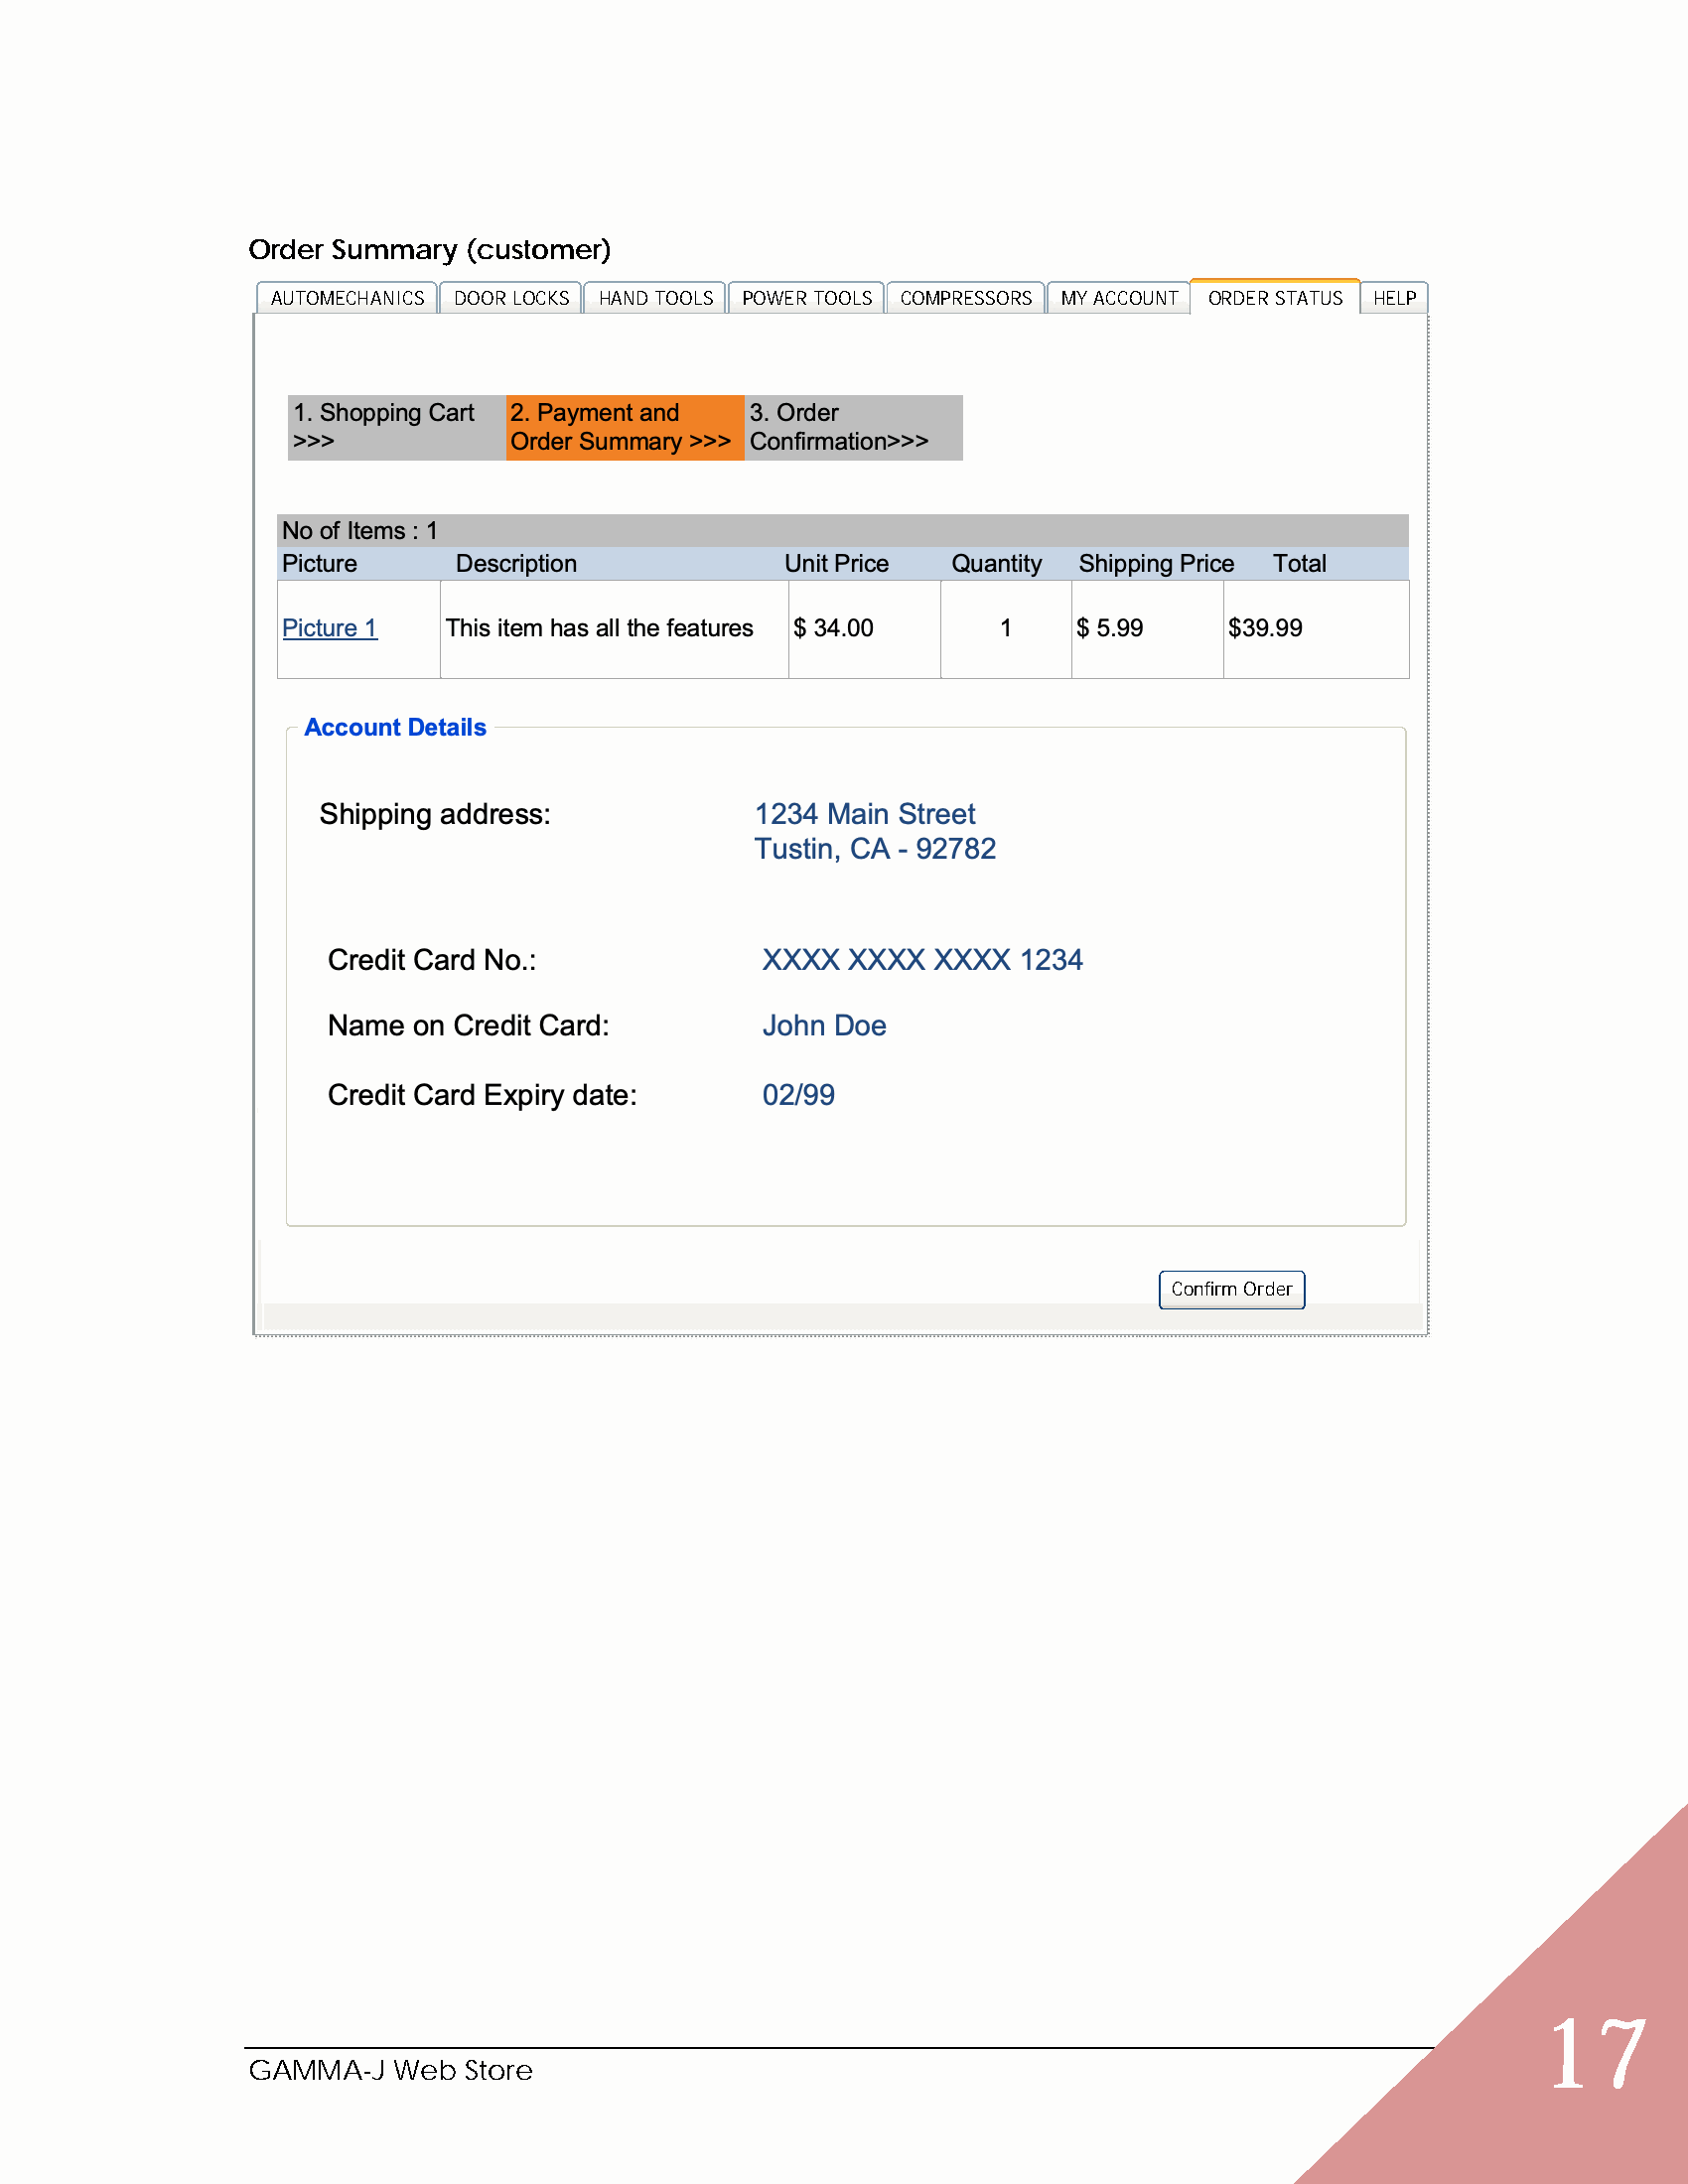 Order Summary (customer)
AUTOMECHANICS DOOR LOCKS HAND TOOLS POWER TOOLS COMPRESSORS MY ACCOUNT ORDER STATUS HELP
1. Shopping Cart
>>>
2. Payment and
Order Summary >>>
3. Order
Confirmation>>>
No of Items : 1
Picture Description Unit Price Quantity Shipping Price Total
Picture 1 This item has all the features $ 34.00 1 $ 5.99 $39.99
Account Details
Shipping address: 1234 Main Street
Tustin, CA - 92782
Credit Card No.: XXXX XXXX XXXX 1234
Name on Credit Card: John Doe
Credit Card Expiry date: 02/99
Confirm Order
GAMMA-J Web Store
17